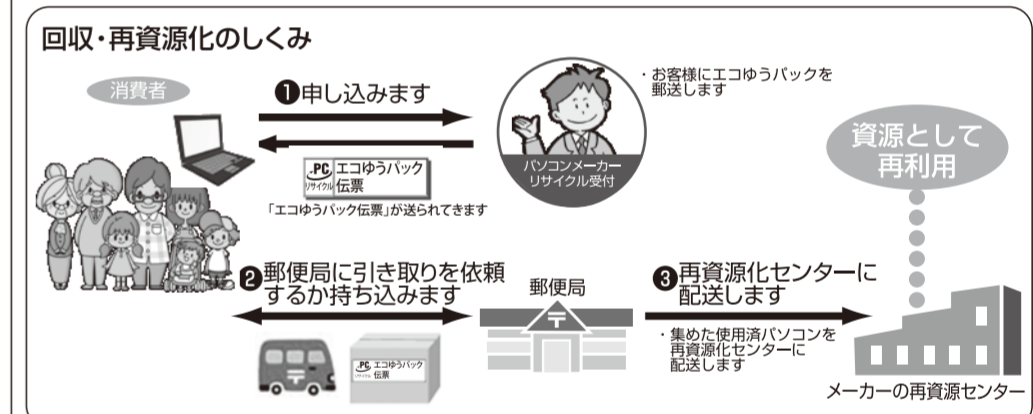 回収・再資源化のしくみ
消費者
❶申し込みます
.PC エコゆうパック
リサイクル 伝票
「エコゆうパック伝票」が送られてきます
・お客様にエコゆうパックを
郵送します
パソコンメーカー
リサイクル受付
資源として
再利用
❷郵便局に引き取りを依頼
するか持ち込みます
.PC エコゆうパック
リサイクル 伝票
郵便局
〒
❸再資源化センターに
配送します
・集めた使用済パソコンを
再資源化センターに
配送します
メーカーの再資源センター